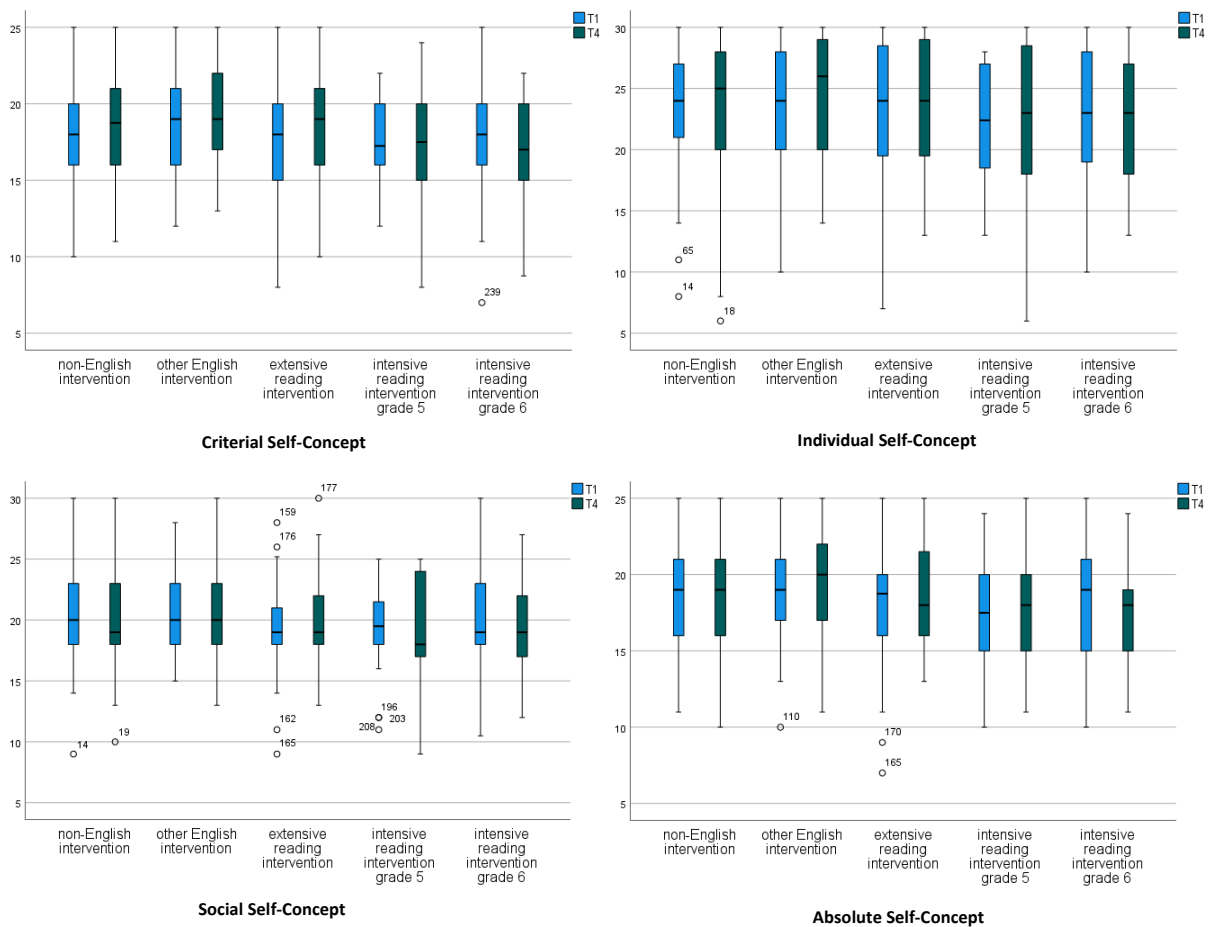 25
20
15
10
5
T1
T4
239
non-English
intervention
other English
intervention
extensive
reading
intervention
intensive
reading
intervention
grade 5
intensive
reading
intervention
grade 6
Criterial Self-Concept
30
25
20
15
10
5
T1
T4
65
14
18
non-English
intervention
other English
intervention
extensive
reading
intervention
intensive
reading
intervention
grade 5
intensive
reading
intervention
grade 6
Individual Self-Concept
30
25
20
15
10
5
T1
T4
177
159
176
162
165
196
203
208
14
19
non-English
intervention
other English
intervention
extensive
reading
intervention
intensive
reading
intervention
grade 5
intensive
reading
intervention
grade 6
Social Self-Concept
25
20
15
10
5
T1
T4
110
170
165
non-English
intervention
other English
intervention
extensive
reading
intervention
intensive
reading
intervention
grade 5
intensive
reading
intervention
grade 6
Absolute Self-Concept